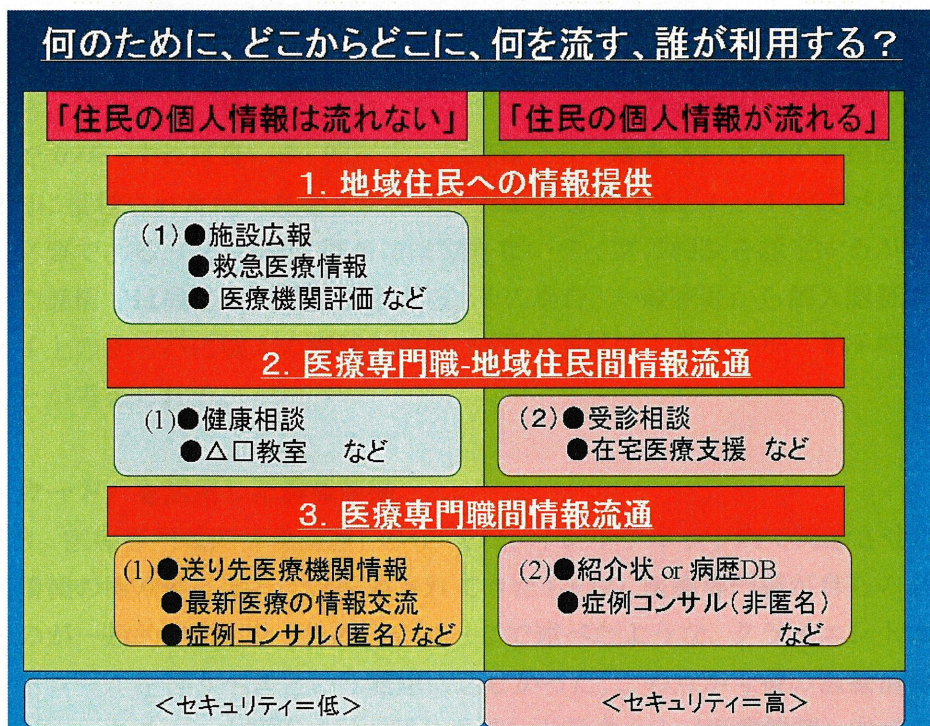 何のために、どこからどこに、何を流す、誰が利用する？
「住民の個人情報は流れない」
「住民の個人情報が流れる」
1. 地域住民への情報提供
(1)●施設広報
●救急医療情報
● 医療機関評価 など
2. 医療専門職-地域住民間情報流通
(1)●健康相談
●△□教室 など
(2)●受診相談
●在宅医療支援 など
3. 医療専門職間情報流通
(1)●送り先医療機関情報
●最新医療の情報交流
●症例コンサル(匿名)など
(2)●紹介状 or 病歴DB
●症例コンサル(非匿名)
など
＜セキュリティ＝低＞
＜セキュリティ＝高＞